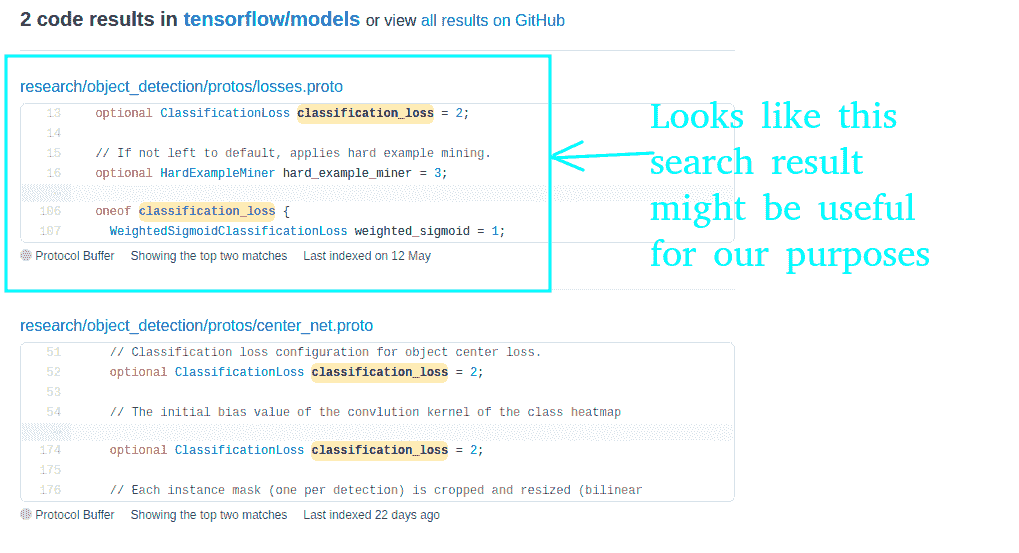 2 code results in tensorflow/models or view all results on GitHub
research/object_detection/protos/losses.proto
13 optional ClassificationLoss classification_loss = 2;
14
15 // If not left to default, applies hard example mining.
16 optional HardExampleMiner hard_example_miner = 3;
106 oneof classification_loss {
107 WeightedSigmoidClassificationLoss weighted_sigmoid = 1;
Protocol Buffer Showing the top two matches Last indexed on 12 May
Looks like this
search result
might be useful
for our purposes
research/object_detection/protos/center_net.proto
51 // Classification loss configuration for object center loss.
52 optional ClassificationLoss classification_loss = 2;
53
54 // The initial bias value of the convlution kernel of the class heatmap
174 optional ClassificationLoss classification_loss = 2;
175
176 // Each instance mask (one per detection) is cropped and resized (bilinear
Protocol Buffer Showing the top two matches Last indexed 22 days ago